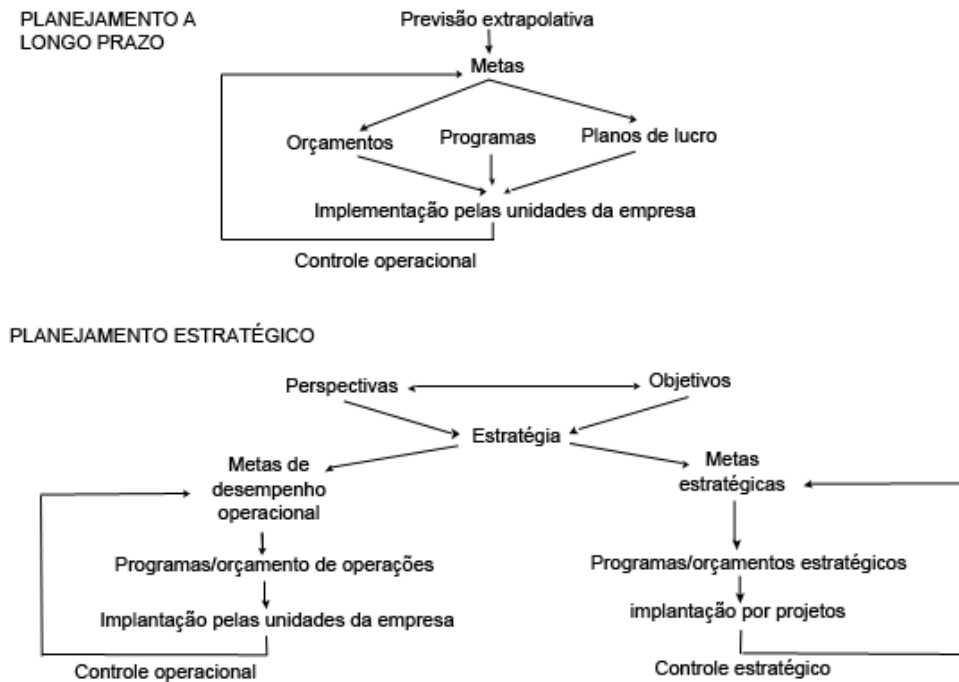 PLANEJAMENTO A
LONGO PRAZO
Previsão extrapolativa
Metas
Orçamentos
Programas
Planos de lucro
Implementação pelas unidades da empresa
Controle operacional
PLANEJAMENTO ESTRATÉGICO
Perspectivas
Objetivos
Estratégia
Metas de
desempenho
operacional
Programas/orçamento de operações
Implantação pelas unidades da empresa
Controle operacional
Metas
estratégicas
Programas/orçamentos estratégicos
implantação por projetos
Controle estratégico